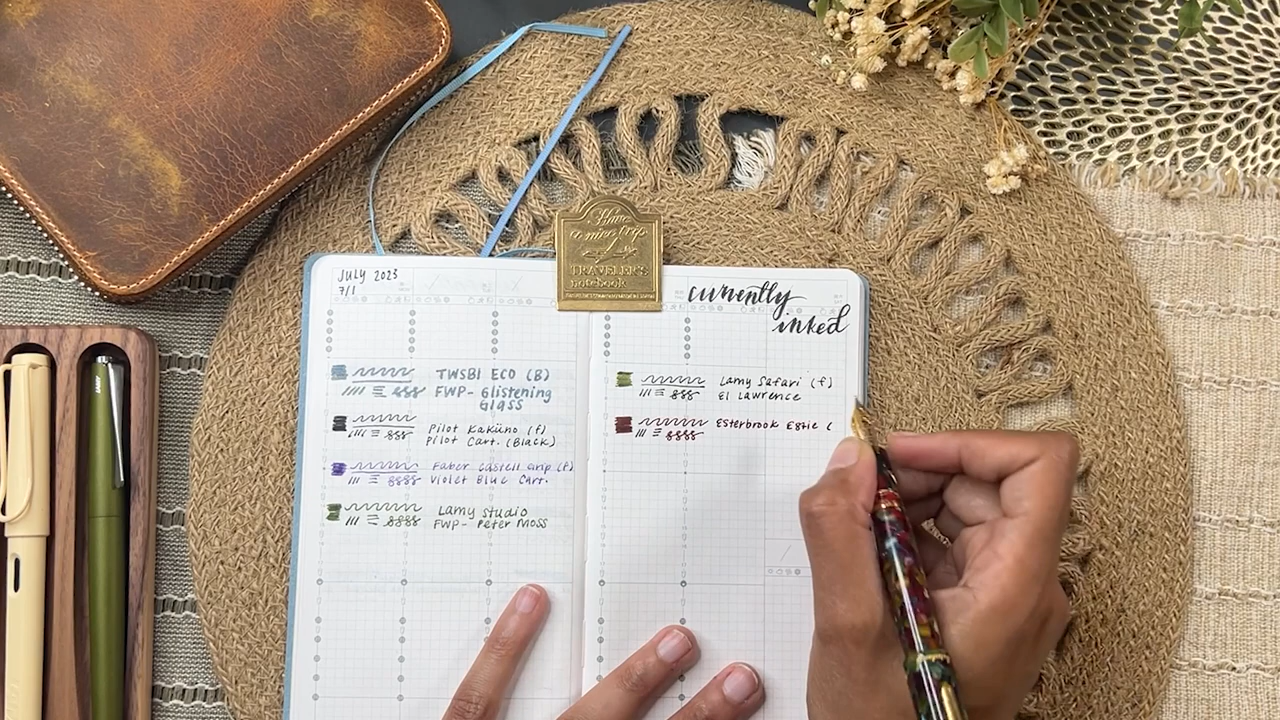 Have
a nice trip
TRAVELER'S
notebook
JULY 2023
7/1
currently
inked
TWSBI ECO (B)
FWP- Glistening
Glass
Pilot Kakuno (f)
Pilot Cart. (Black)
Faber Castell Grip (f)
Violet Blue Cart.
Lamy Studio
FWP- Peter Moss
Lamy Safari (f)
El Lawrence
Esterbrook Estie (
LAMY